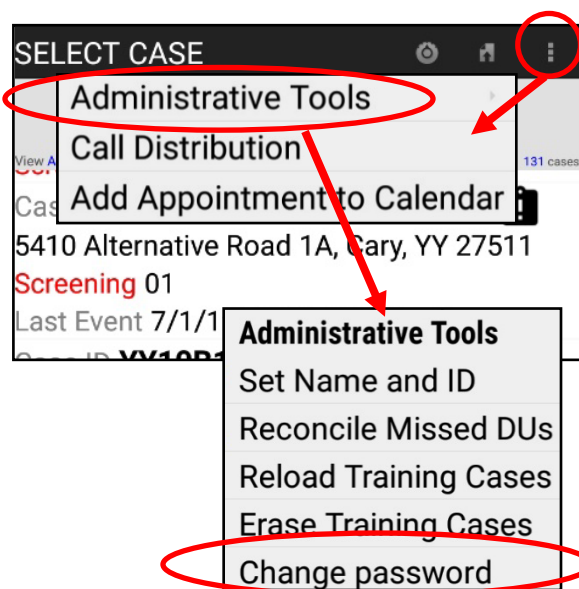 SELECT CASE
Administrative Tools
Call Distribution
View A
131 cases
Add Appointment to Calendar
Cas
5410 Alternative Road 1A, Cary, YY 27511
Screening 01
Last Event 7/1/1
Administrative Tools
Set Name and ID
Reconcile Missed DUs
Reload Training Cases
Erase Training Cases
Change password